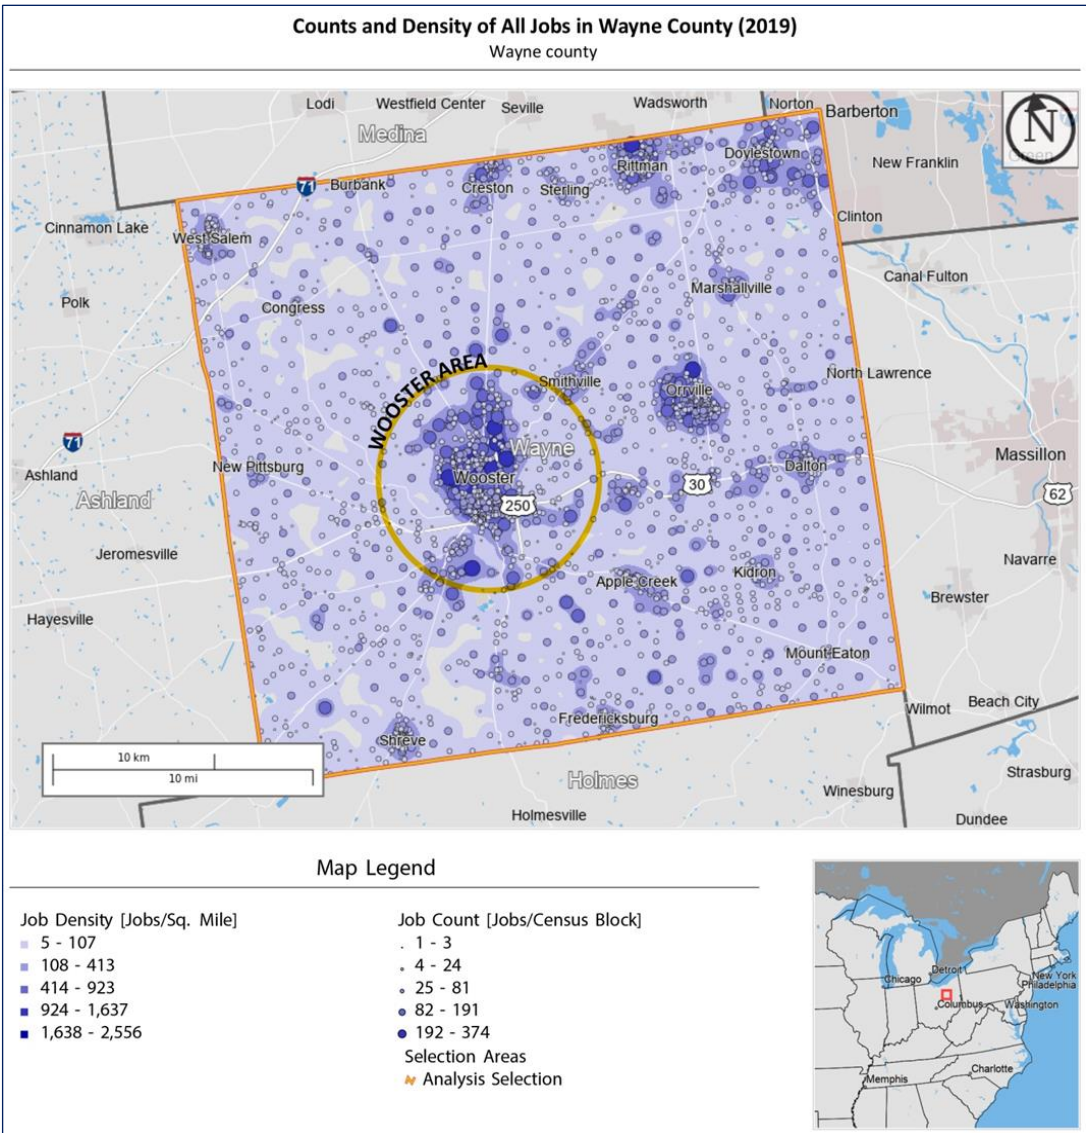 Counts and Density of All Jobs in Wayne County (2019)
Wayne county
Lodi
Westfield Center
Seville
Wadsworth
Norton
Barberton
Medina
N
Doylestown
Rittman
New Franklin
71
Burbank
Creston
Sterling
Clinton
Cinnamon Lake
West Salem
Canal Fulton
Polk
Congress
Marshallville
WOOSTER AREA
Smithville
Orrville
North Lawrence
71
Wayne
Massillon
Ashland
New Pittsburg
Wooster
Dalton
30
62
Ashland
250
Jeromesville
Navarre
Apple Creek
Kidron
Brewster
Hayesville
Mount Eaton
Wilmot
Beach City
Fredericksburg
Shreve
10 km
10 mi
Holmes
Strasburg
Winesburg
Holmesville
Dundee
Map Legend
Job Density [Jobs/Sq. Mile]
5 - 107
108 - 413
414 - 923
924 - 1,637
1,638 - 2,556
Job Count [Jobs/Census Block]
1 - 3
4 - 24
25 - 81
82 - 191
192 - 374
Selection Areas
Analysis Selection
Detroit
Chicago
New York
Philadelphia
Columbus
Washington
Charlotte
Memphis